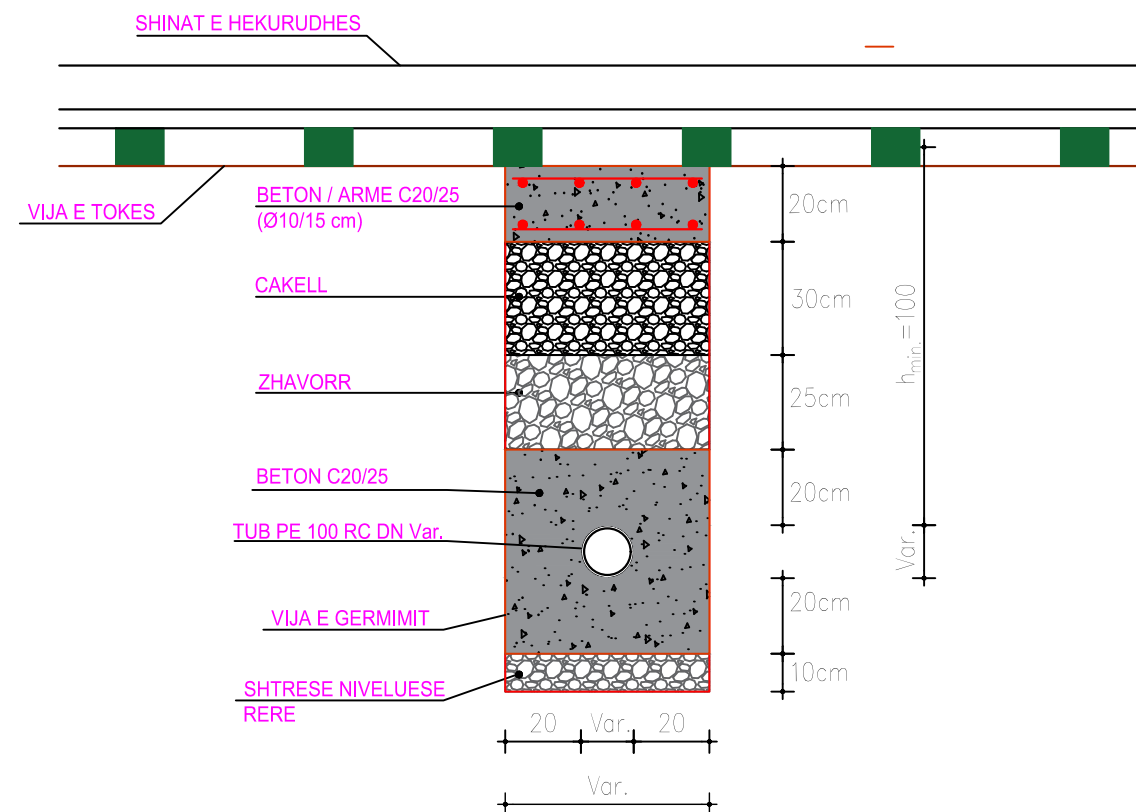 SHINAT E HEKURUDHES
VIJA E TOKES
BETON / ARME C20/25
(Ø10/15 cm)
CAKELL
ZHAVORR
BETON C20/25
TUB PE 100 RC DN Var.
VIJA E GERMIMIT
SHTRESE NIVELUESE
RERE
20cm
30cm
25cm
20cm
20cm
10cm
hmin.=100
Var.
20 Var. 20
Var.